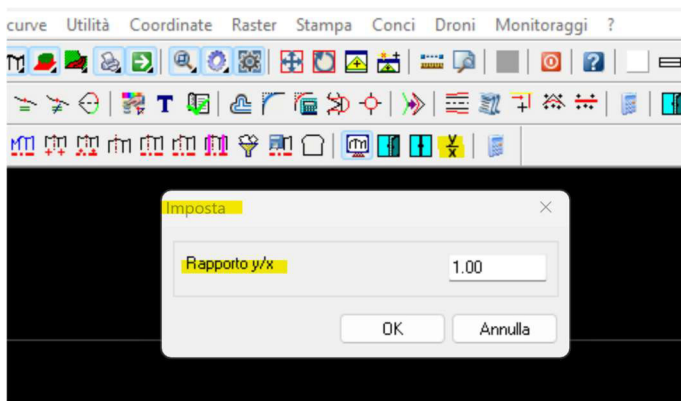 curve Utilità Coordinate Raster Stampa Conci Droni Monitoraggi ?
T
y/x
Imposta
Rapporto y/x 1.00
OK Annulla